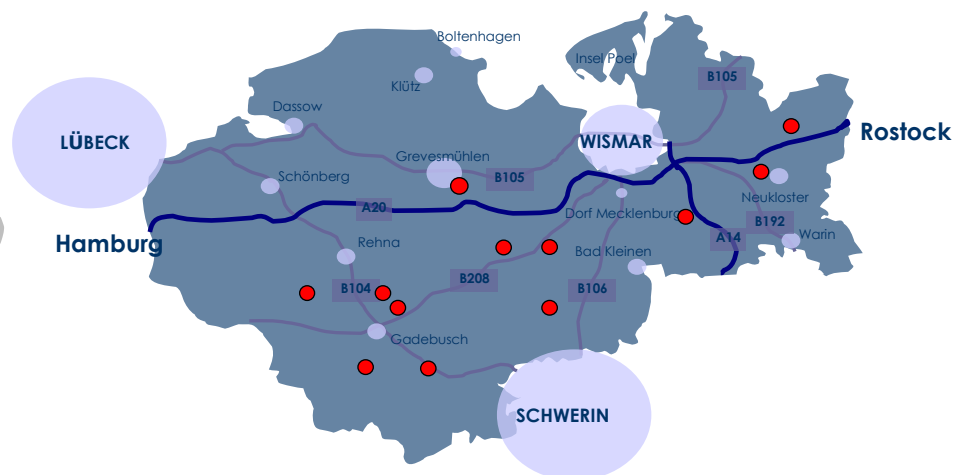 Boltenhagen
Insel Poel
B105
Klütz
Dassow
LÜBECK
WISMAR
Rostock
Grevesmühlen
B105
Schönberg
Neukloster
A20
Dorf Mecklenburg
B192
Hamburg
Rehna
A14
Warin
Bad Kleinen
B208
B104
B106
Gadebusch
SCHWERIN